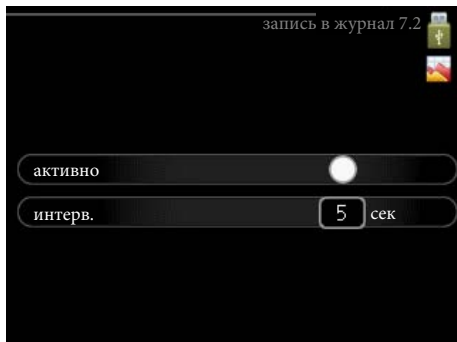 запись в журнал 7.2
активно
интерв. 5 сек